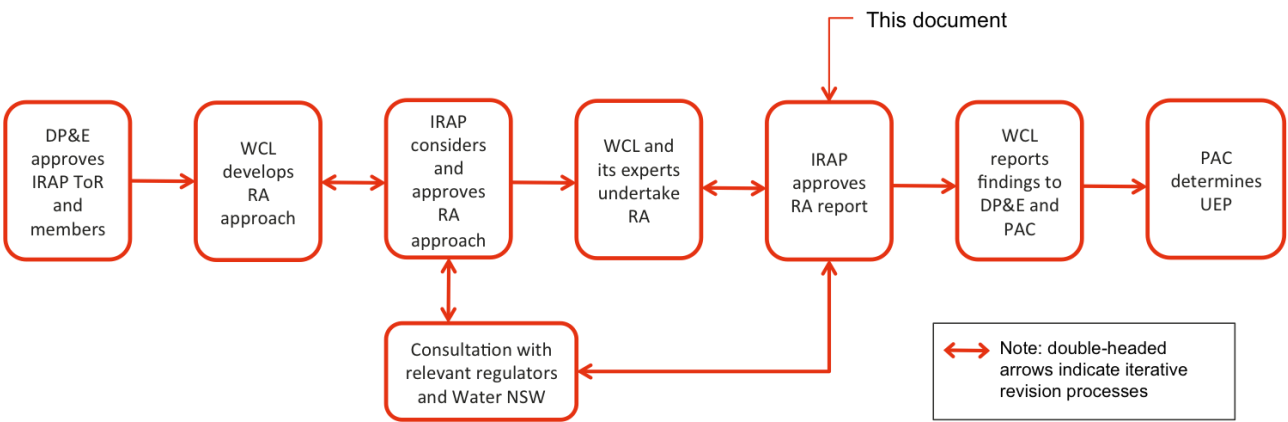 This document
DP&E
approves
IRAP ToR
and
members
WCL
develops
RA
approach
IRAP
considers
and
approves
RA
approach
WCL and
its experts
undertake
RA
IRAP
approves
RA report
WCL
reports
findings to
DP&E and
PAC
PAC
determines
UEP
Consultation with
relevant regulators
and Water NSW
Note: double-headed
arrows indicate iterative
revision processes